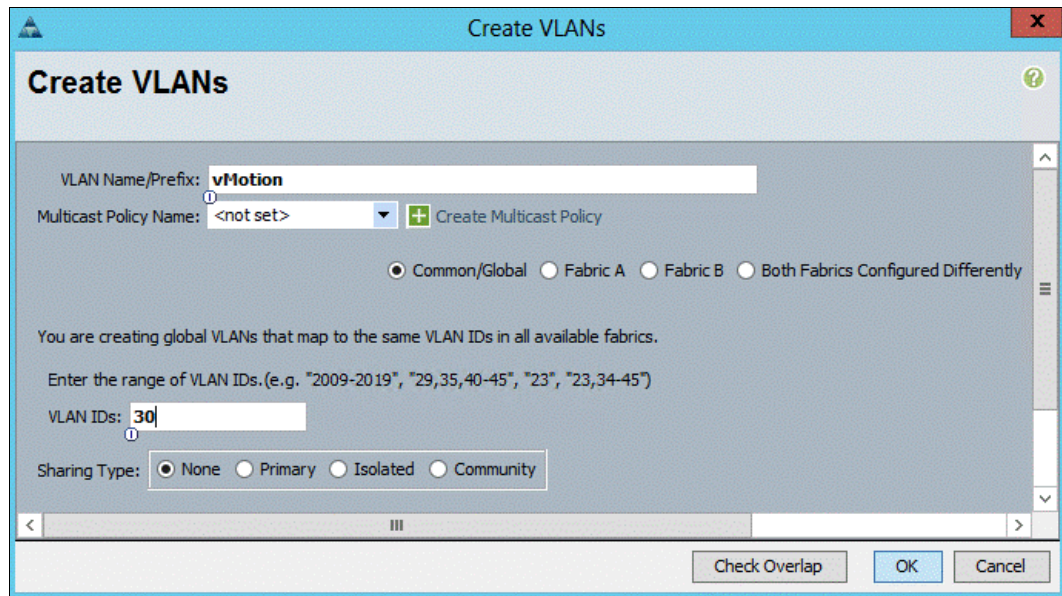 Create VLANs
X
Create VLANs
?
VLAN Name/Prefix: vMotion
Multicast Policy Name: <not set> + Create Multicast Policy
Common/Global Fabric A Fabric B Both Fabrics Configured Differently
You are creating global VLANs that map to the same VLAN IDs in all available fabrics.
Enter the range of VLAN IDs.(e.g. "2009-2019", "29,35,40-45", "23", "23,34-45")
VLAN IDs: 30
Sharing Type: None Primary Isolated Community
Check Overlap OK Cancel